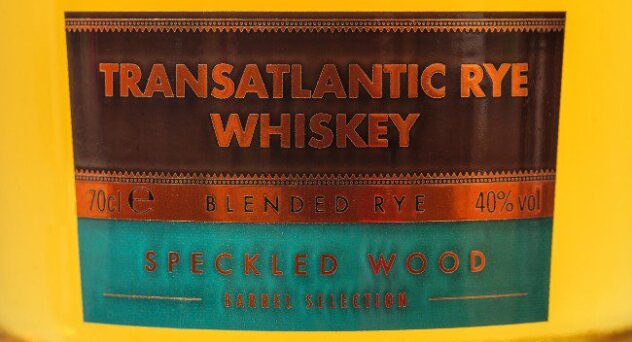 TRANSATLANTIC RYE
WHISKEY
70cl ℮ BLENDED RYE 40% vol
SPECKLED WOOD
BARREL SELECTION